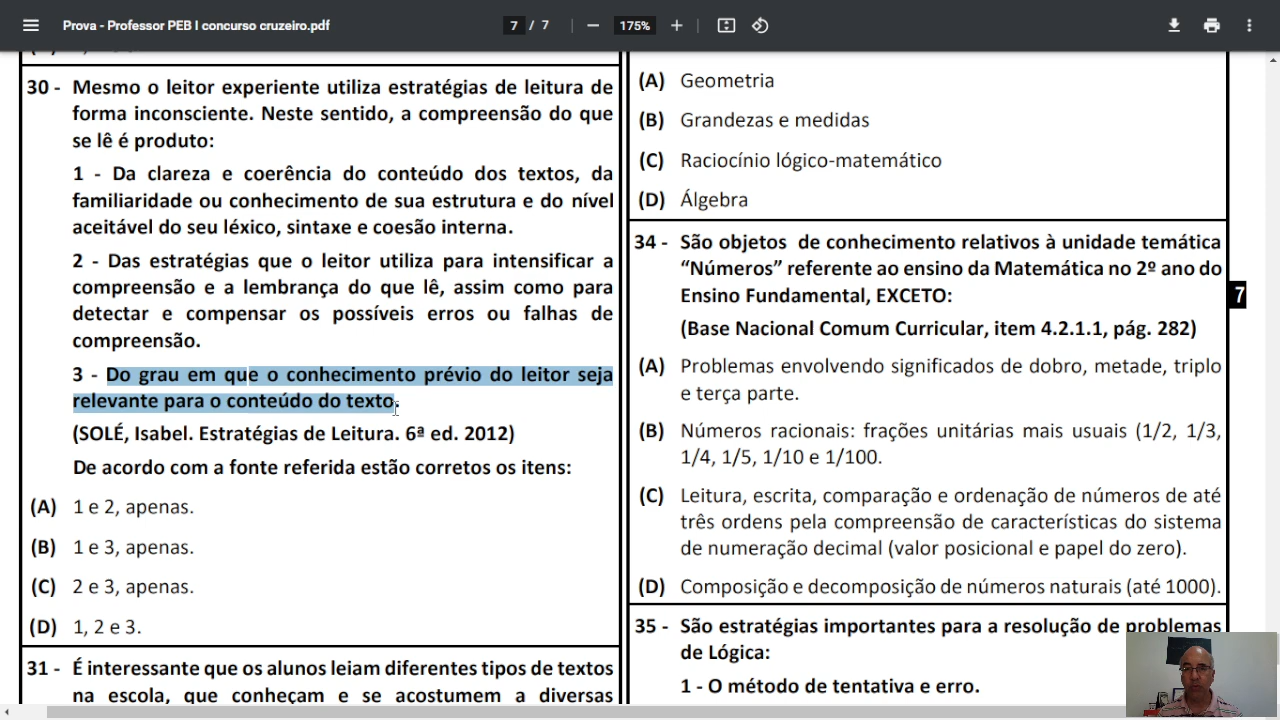 Prova - Professor PEB I concurso cruzeiro.pdf
7 / 7
175%
30 - Mesmo o leitor experiente utiliza estratégias de leitura de
forma inconsciente. Neste sentido, a compreensão do que
se lê é produto:
1 - Da clareza e coerência do conteúdo dos textos, da
familiaridade ou conhecimento de sua estrutura e do nível
aceitável do seu léxico, sintaxe e coesão interna.
2 - Das estratégias que o leitor utiliza para intensificar a
compreensão e a lembrança do que lê, assim como para
detectar e compensar os possíveis erros ou falhas de
compreensão.
3 - Do grau em que o conhecimento prévio do leitor seja
relevante para o conteúdo do texto.
(SOLÉ, Isabel. Estratégias de Leitura. 6ª ed. 2012)
De acordo com a fonte referida estão corretos os itens:
(A) 1 e 2, apenas.
(B) 1 e 3, apenas.
(C) 2 e 3, apenas.
(D) 1, 2 e 3.
31 - É interessante que os alunos leiam diferentes tipos de textos
na escola, que conheçam e se acostumem a diversas
(A) Geometria
(B) Grandezas e medidas
(C) Raciocínio lógico-matemático
(D) Álgebra
34 - São objetos de conhecimento relativos à unidade temática
“Números” referente ao ensino da Matemática no 2º ano do
Ensino Fundamental, EXCETO:
(Base Nacional Comum Curricular, item 4.2.1.1, pág. 282)
(A) Problemas envolvendo significados de dobro, metade, triplo
e terça parte.
(B) Números racionais: frações unitárias mais usuais (1/2, 1/3,
1/4, 1/5, 1/10 e 1/100.
(C) Leitura, escrita, comparação e ordenação de números de até
três ordens pela compreensão de características do sistema
de numeração decimal (valor posicional e papel do zero).
(D) Composição e decomposição de números naturais (até 1000).
35 - São estratégias importantes para a resolução de problemas
de Lógica:
1 - O método de tentativa e erro.
7